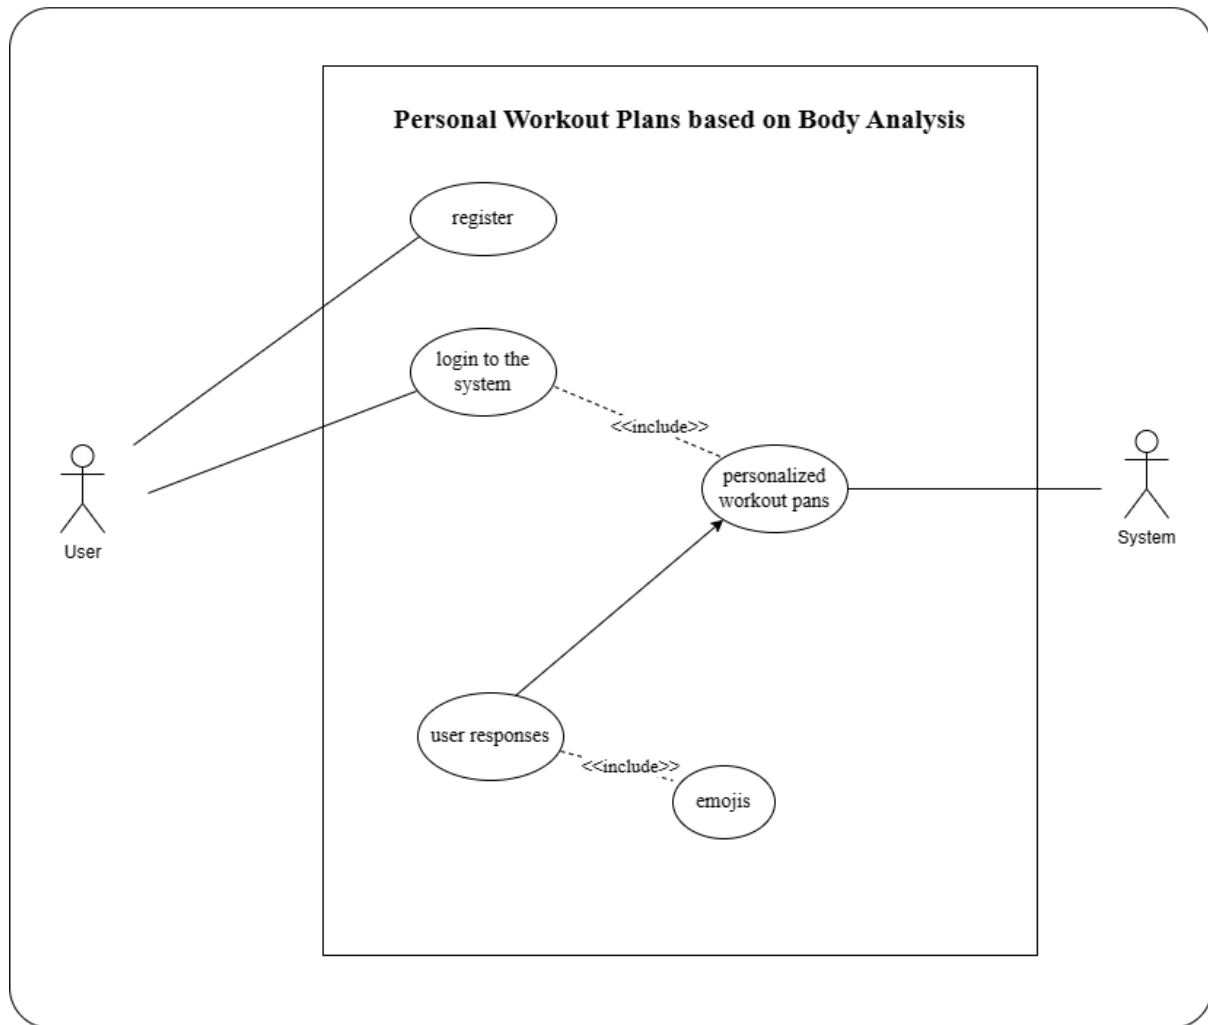 Personal Workout Plans based on Body Analysis
register
login to the
system
<<include>>
personalized
workout pans
User
System
user responses
<<include>>
emojis